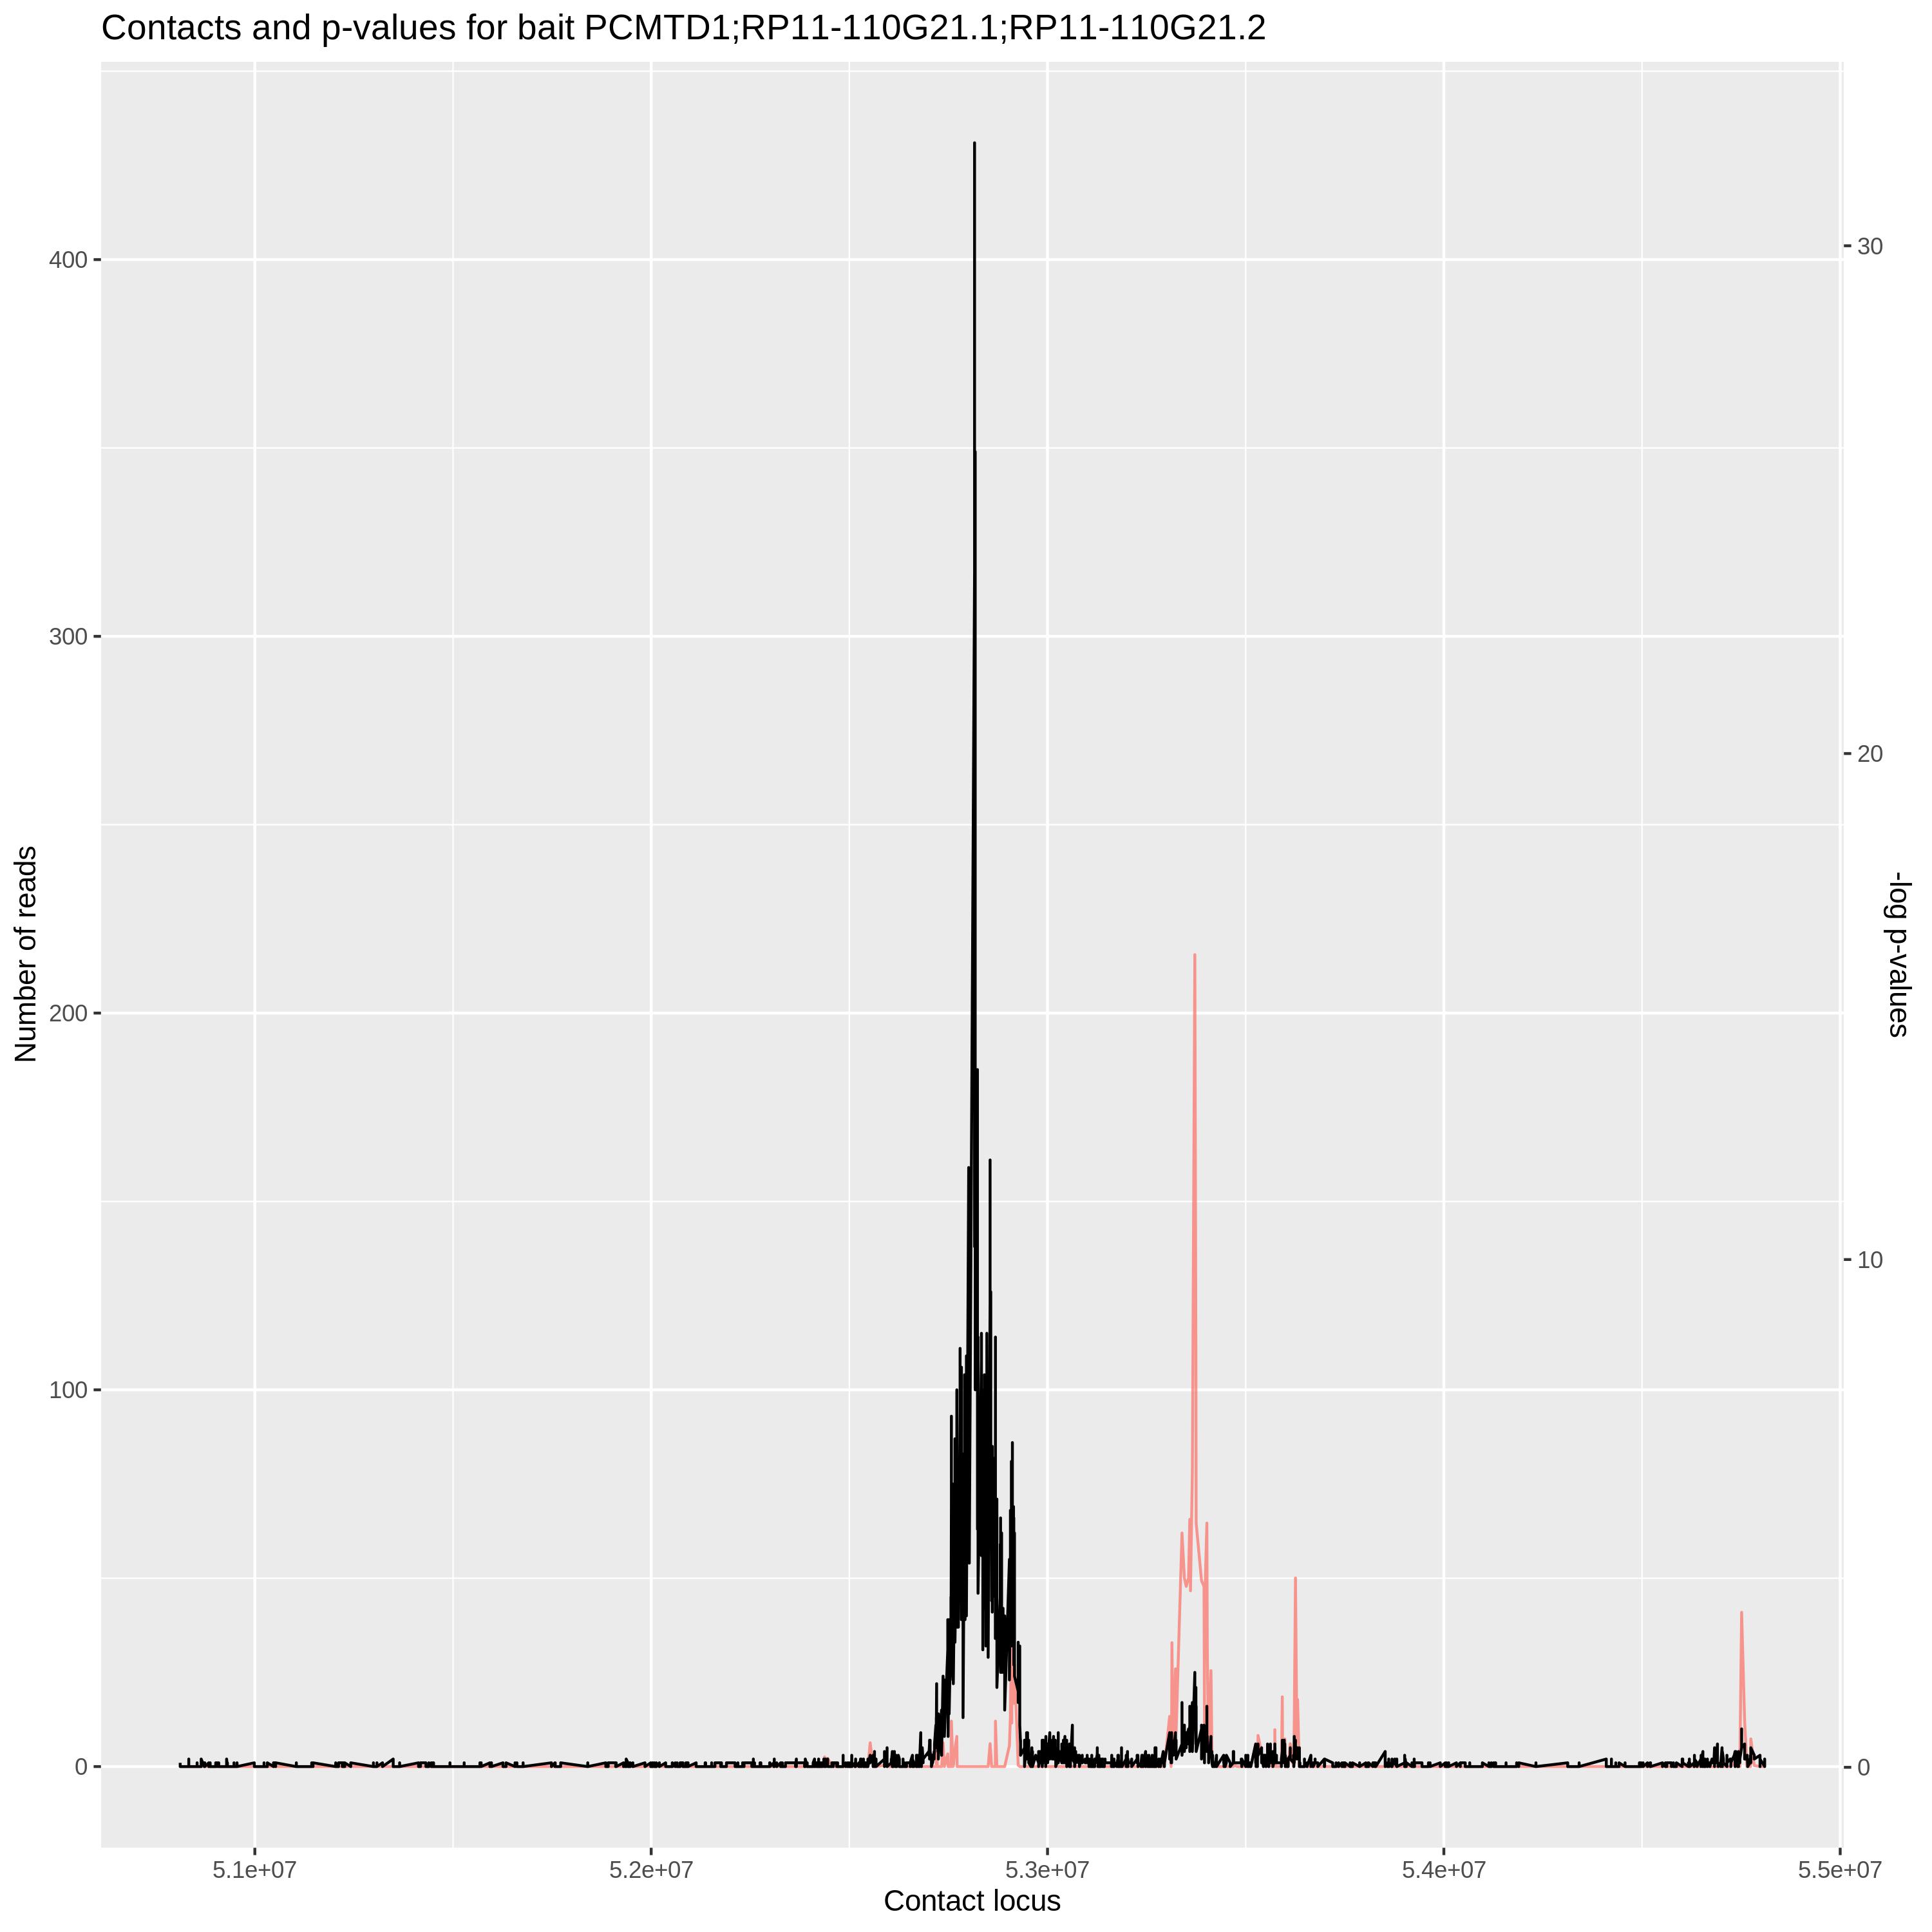 Contacts and p-values for bait PCMTD1;RP11-110G21.1;RP11-110G21.2
Number of reads
400
300
200
100
0
30
20
10
0
-log p-values
5.1e+07
5.2e+07
5.3e+07
5.4e+07
5.5e+07
Contact locus